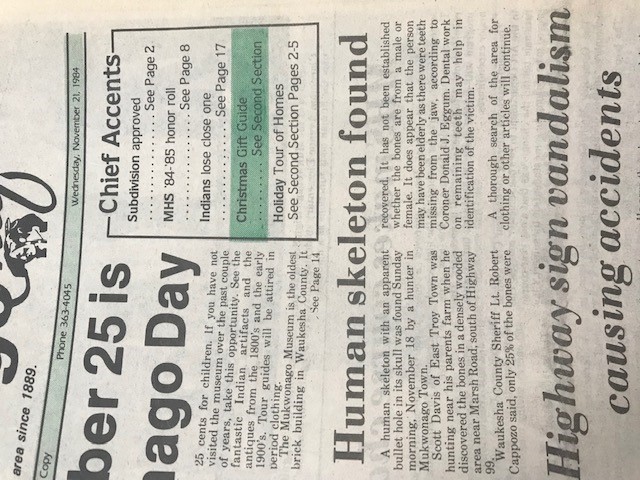 area since 1889.
Copy
Phone 363-4045
Wednesday, November 21, 1984
ber 25 is
nago Day
25 cents for children. If you have not
visited the museum over the past couple
of years, take this opportunity. See the
fantastic Indian artifacts and the
antiques from the 1800's and the early
1900's. Tour guides will be attired in
period clothing.
The Mukwonago Museum is the oldest
brick building in Waukesha County. It
See Page 14
Chief Accents
Subdivision approved
. . . . . . . . . . . . . . See Page 2
MHS '84-'85 honor roll
. . . . . . . . . . . . . . See Page 8
Indians lose close one
. . . . . . . . . . . . . See Page 17
Christmas Gift Guide
. . . . . . . . See Second Section
Holiday Tour of Homes
See Second Section Pages 2-5
Human skeleton found
A human skeleton with an apparent
bullet hole in its skull was found Sunday
morning, November 18 by a hunter in
Mukwonago Town.
Scott Davis of East Troy Town was
hunting near his parents farm when he
discovered the bones in a densely wooded
area near Marsh Road, south of Highway
99.
Waukesha County Sheriff Lt. Robert
Cappozo said, only 25% of the bones were
recovered. It has not been established
whether the bones are from a male or
female. It does appear that the person
may have been elderly as there were teeth
missing from the jaw, according to
Coroner Donald J. Eggum. Dental work
on remaining teeth may help in
identification of the victim.
A thorough search of the area for
clothing or other articles will continue.
Highway sign vandalism
causing accidents